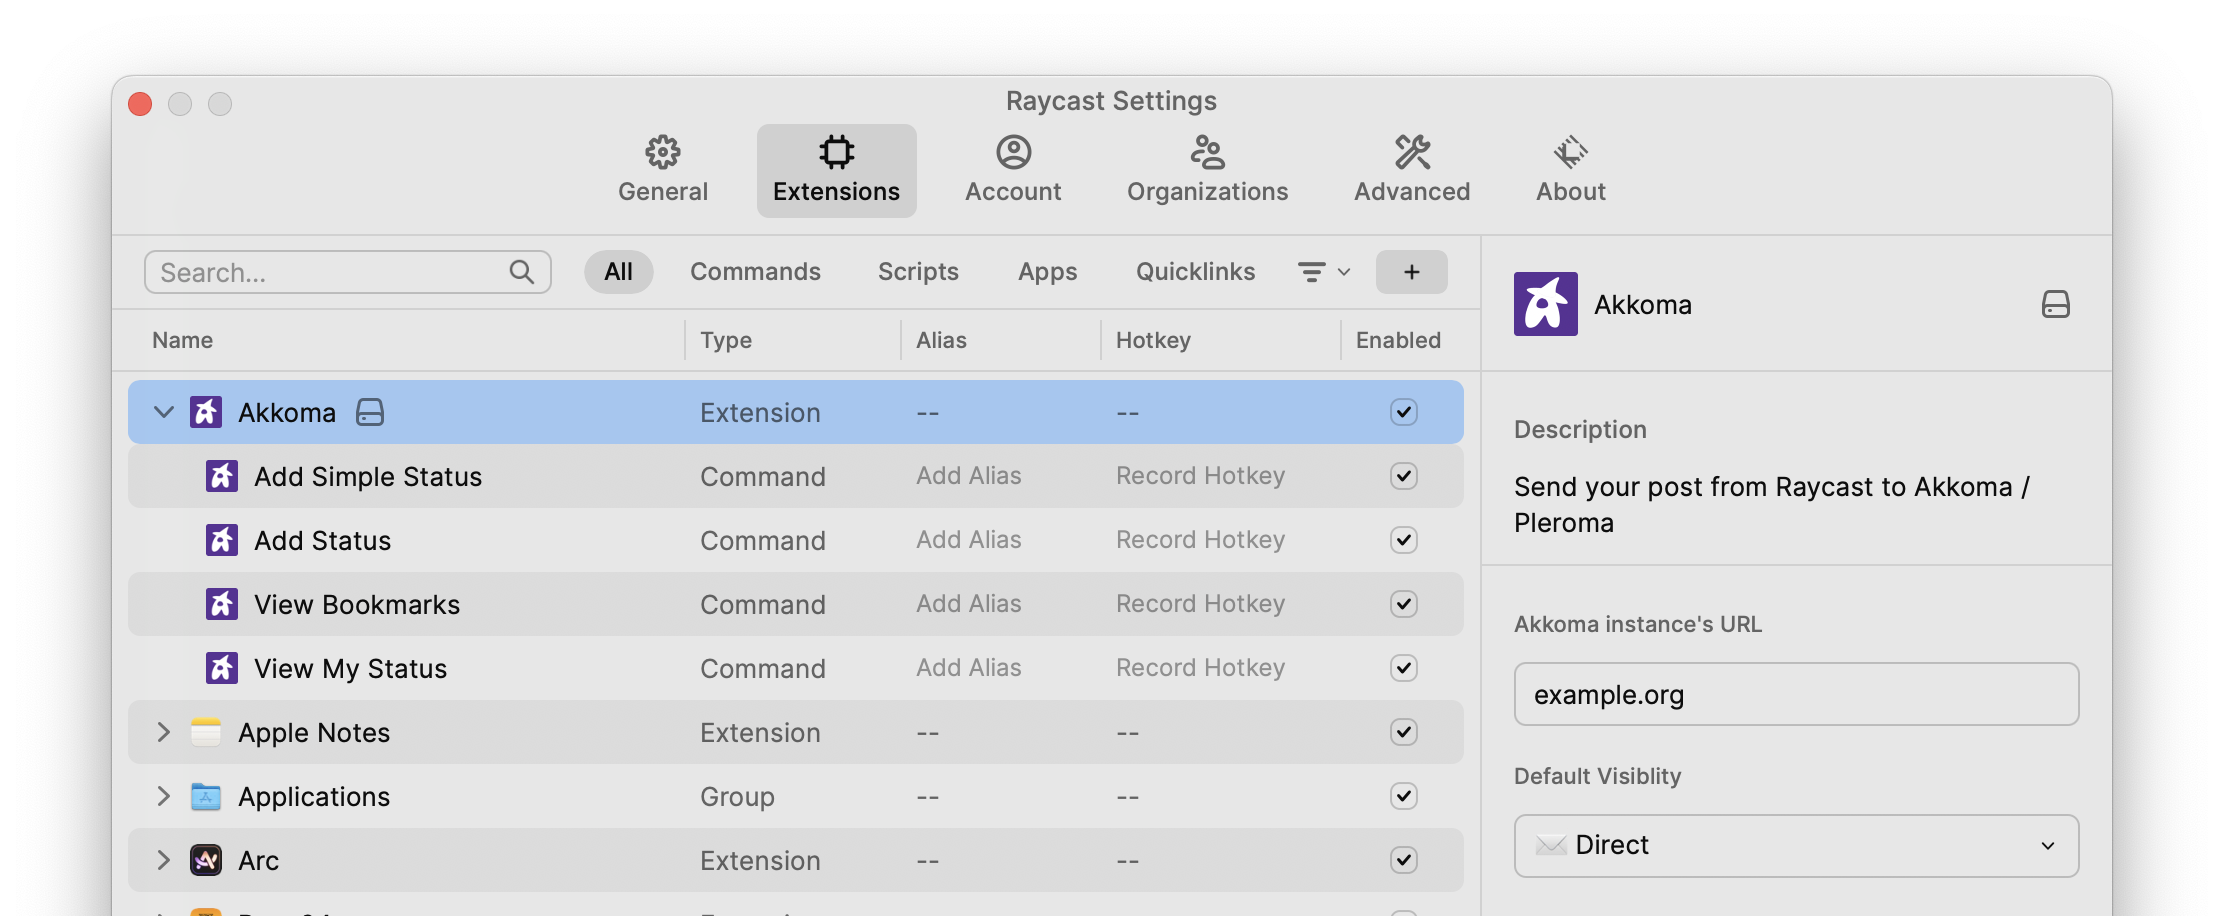 Raycast Settings
General
Extensions
Account
Organizations
Advanced
About
Search...
All
Commands
Scripts
Apps
Quicklinks
+
Name
Type
Alias
Hotkey
Enabled
Akkoma
Extension
--
--
Add Simple Status
Command
Add Alias
Record Hotkey
Add Status
Command
Add Alias
Record Hotkey
View Bookmarks
Command
Add Alias
Record Hotkey
View My Status
Command
Add Alias
Record Hotkey
Apple Notes
Extension
--
--
Applications
Group
--
--
Arc
Extension
--
--
Akkoma
Description
Send your post from Raycast to Akkoma /
Pleroma
Akkoma instance's URL
example.org
Default Visiblity
Direct